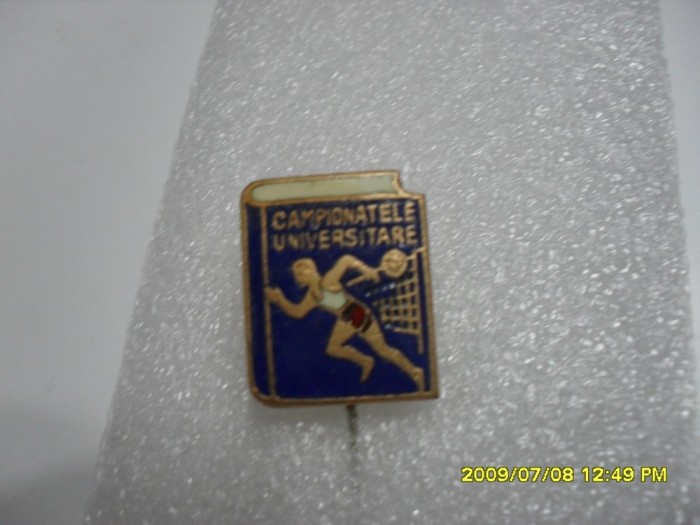 CAMPIONATELE
UNIVERSITARE
2009/07/08 12:49 PM